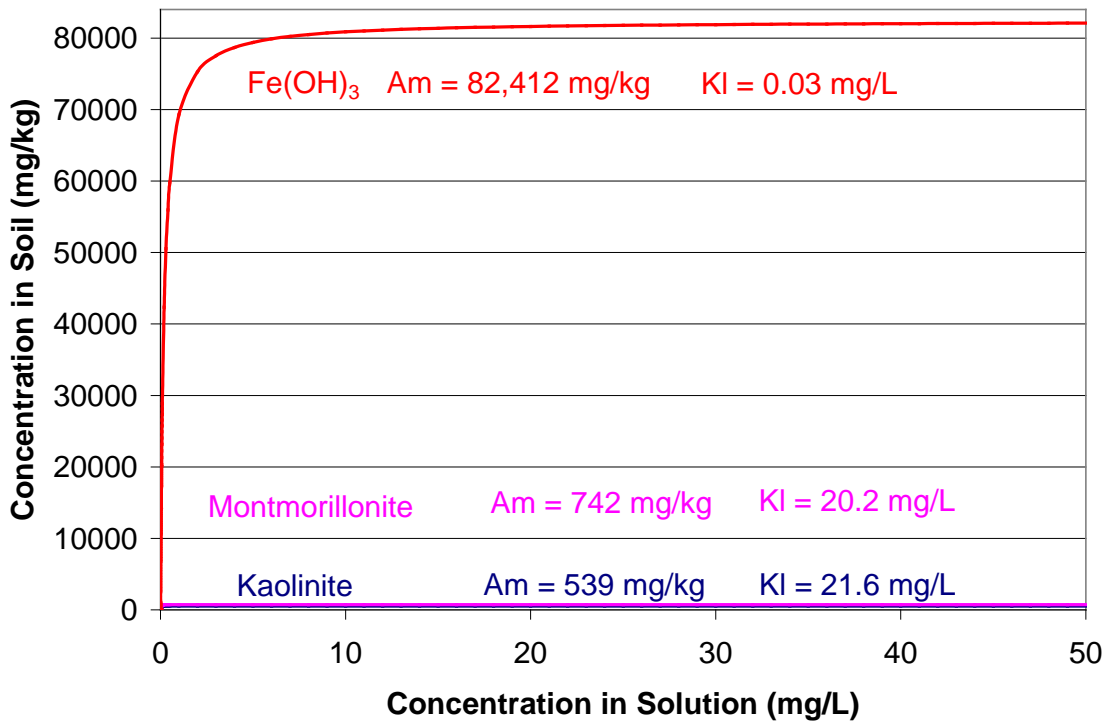 80000
70000
60000
50000
40000
30000
20000
10000
0
Concentration in Soil (mg/kg)
Fe(OH)₃ Am = 82,412 mg/kg Kl = 0.03 mg/L
Montmorillonite Am = 742 mg/kg Kl = 20.2 mg/L
Kaolinite Am = 539 mg/kg Kl = 21.6 mg/L
0 10 20 30 40 50
Concentration in Solution (mg/L)